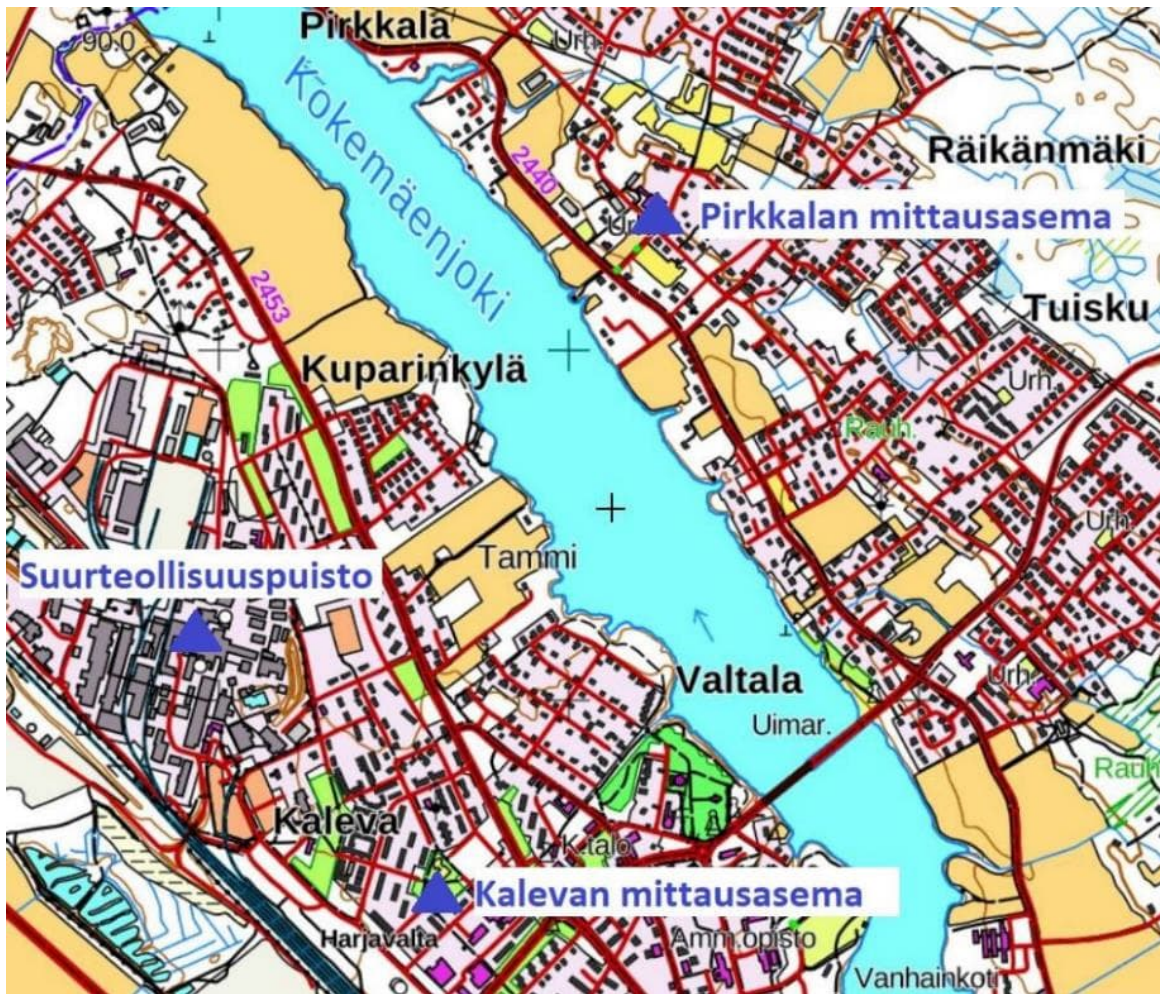 Pirkkala
Urh.
90.0
Kokemäenjoki
2440
Räikänmäki
Pirkkalan mittausasema
Ur
2453
Tuisku
Kuparinkylä
Urh.
Rauh.
Urh.
Tammi
Suurteollisuuspuisto
Valtala
Urh.
Uimar.
Rauh
Kaleva
K.talo
Kalevan mittausasema
Harjavalta
Amm.opisto
Vanhainkoti